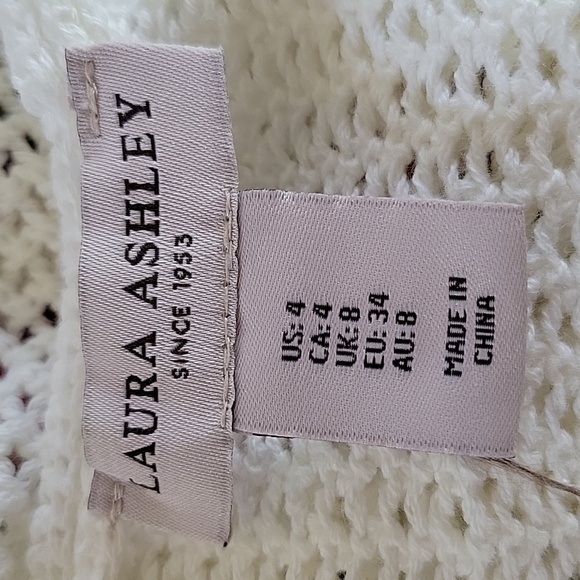 LAURA ASHLEY
SINCE 1953
US: 4
CA: 4
UK: 8
EU: 34
AU: 8
MADE IN
CHINA